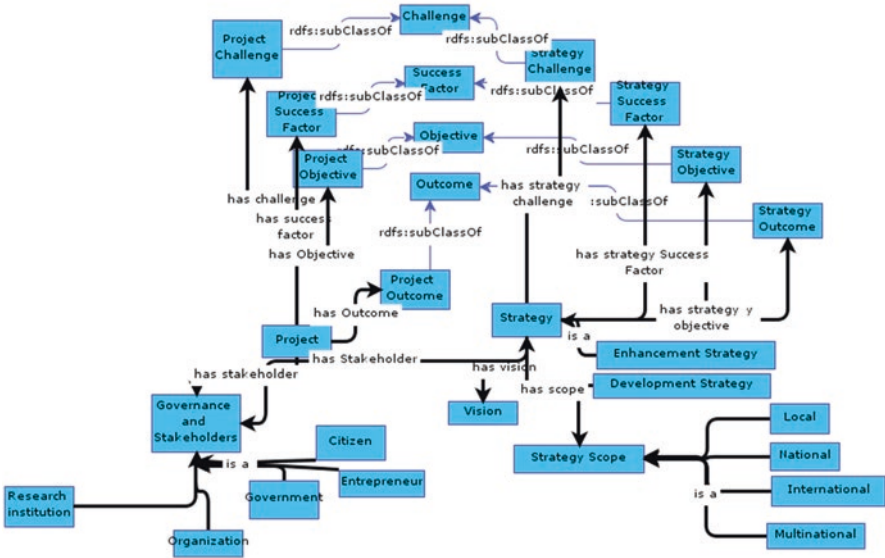 Challenge
Project
Challenge
rdfs:subClassOf
rdfs:subClassOf
Strategy
Challenge
Success
Factor
Project
Success
Factor
rdfs:subClassOf
rdfs:subClassOf
Strategy
Success
Factor
Objective
Project
Objective
rdfs:subClassOf
rdfs:subClassOf
Strategy
Objective
Outcome
has challenge
has strategy
challenge
:subClassOf
Strategy
Outcome
has success
factor
rdfs:subClassOf
has Objective
has strategy Success
Factor
Project
Outcome
has Outcome
Strategy
has strategy y
objective
Project
is a
has Stakeholder
Enhancement Strategy
has stakeholder
has vision
has scope
Development Strategy
Governance
and
Stakeholders
Vision
Local
Citizen
is a
Strategy Scope
National
Government
Entrepreneur
International
is a
Research
institution
Organization
Multinational